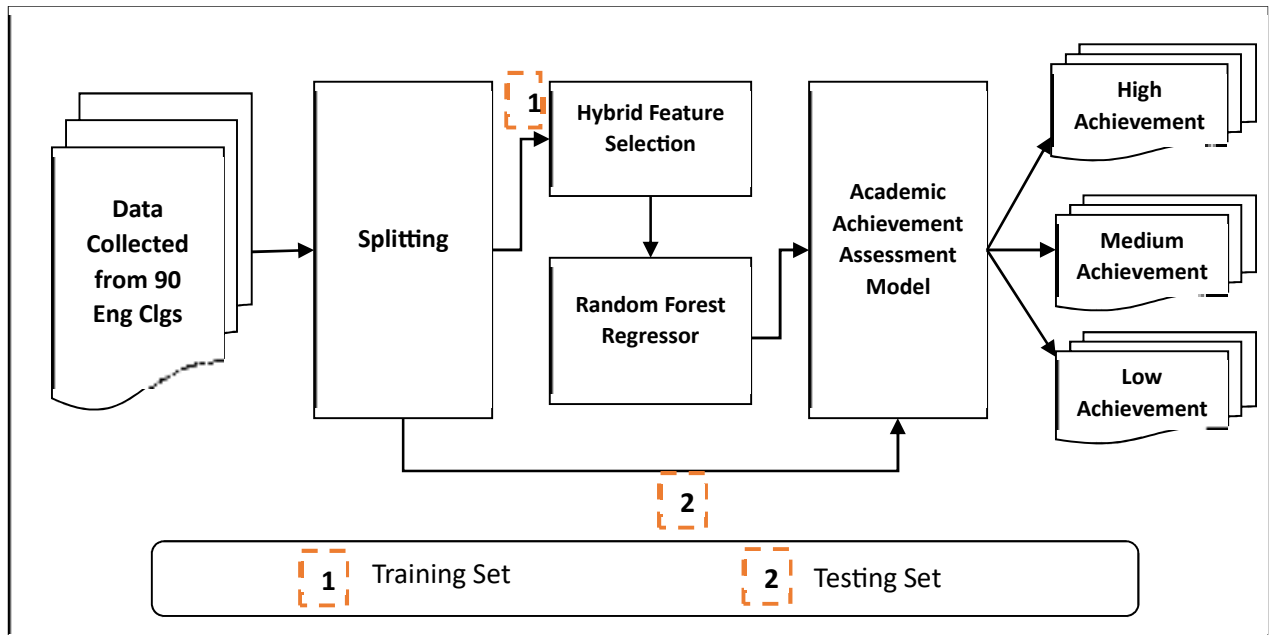 Data
Collected
from 90
Eng Clgs
Splitting
1
Hybrid Feature
Selection
Random Forest
Regressor
Academic
Achievement
Assessment
Model
High
Achievement
Medium
Achievement
Low
Achievement
2
1 Training Set
2 Testing Set